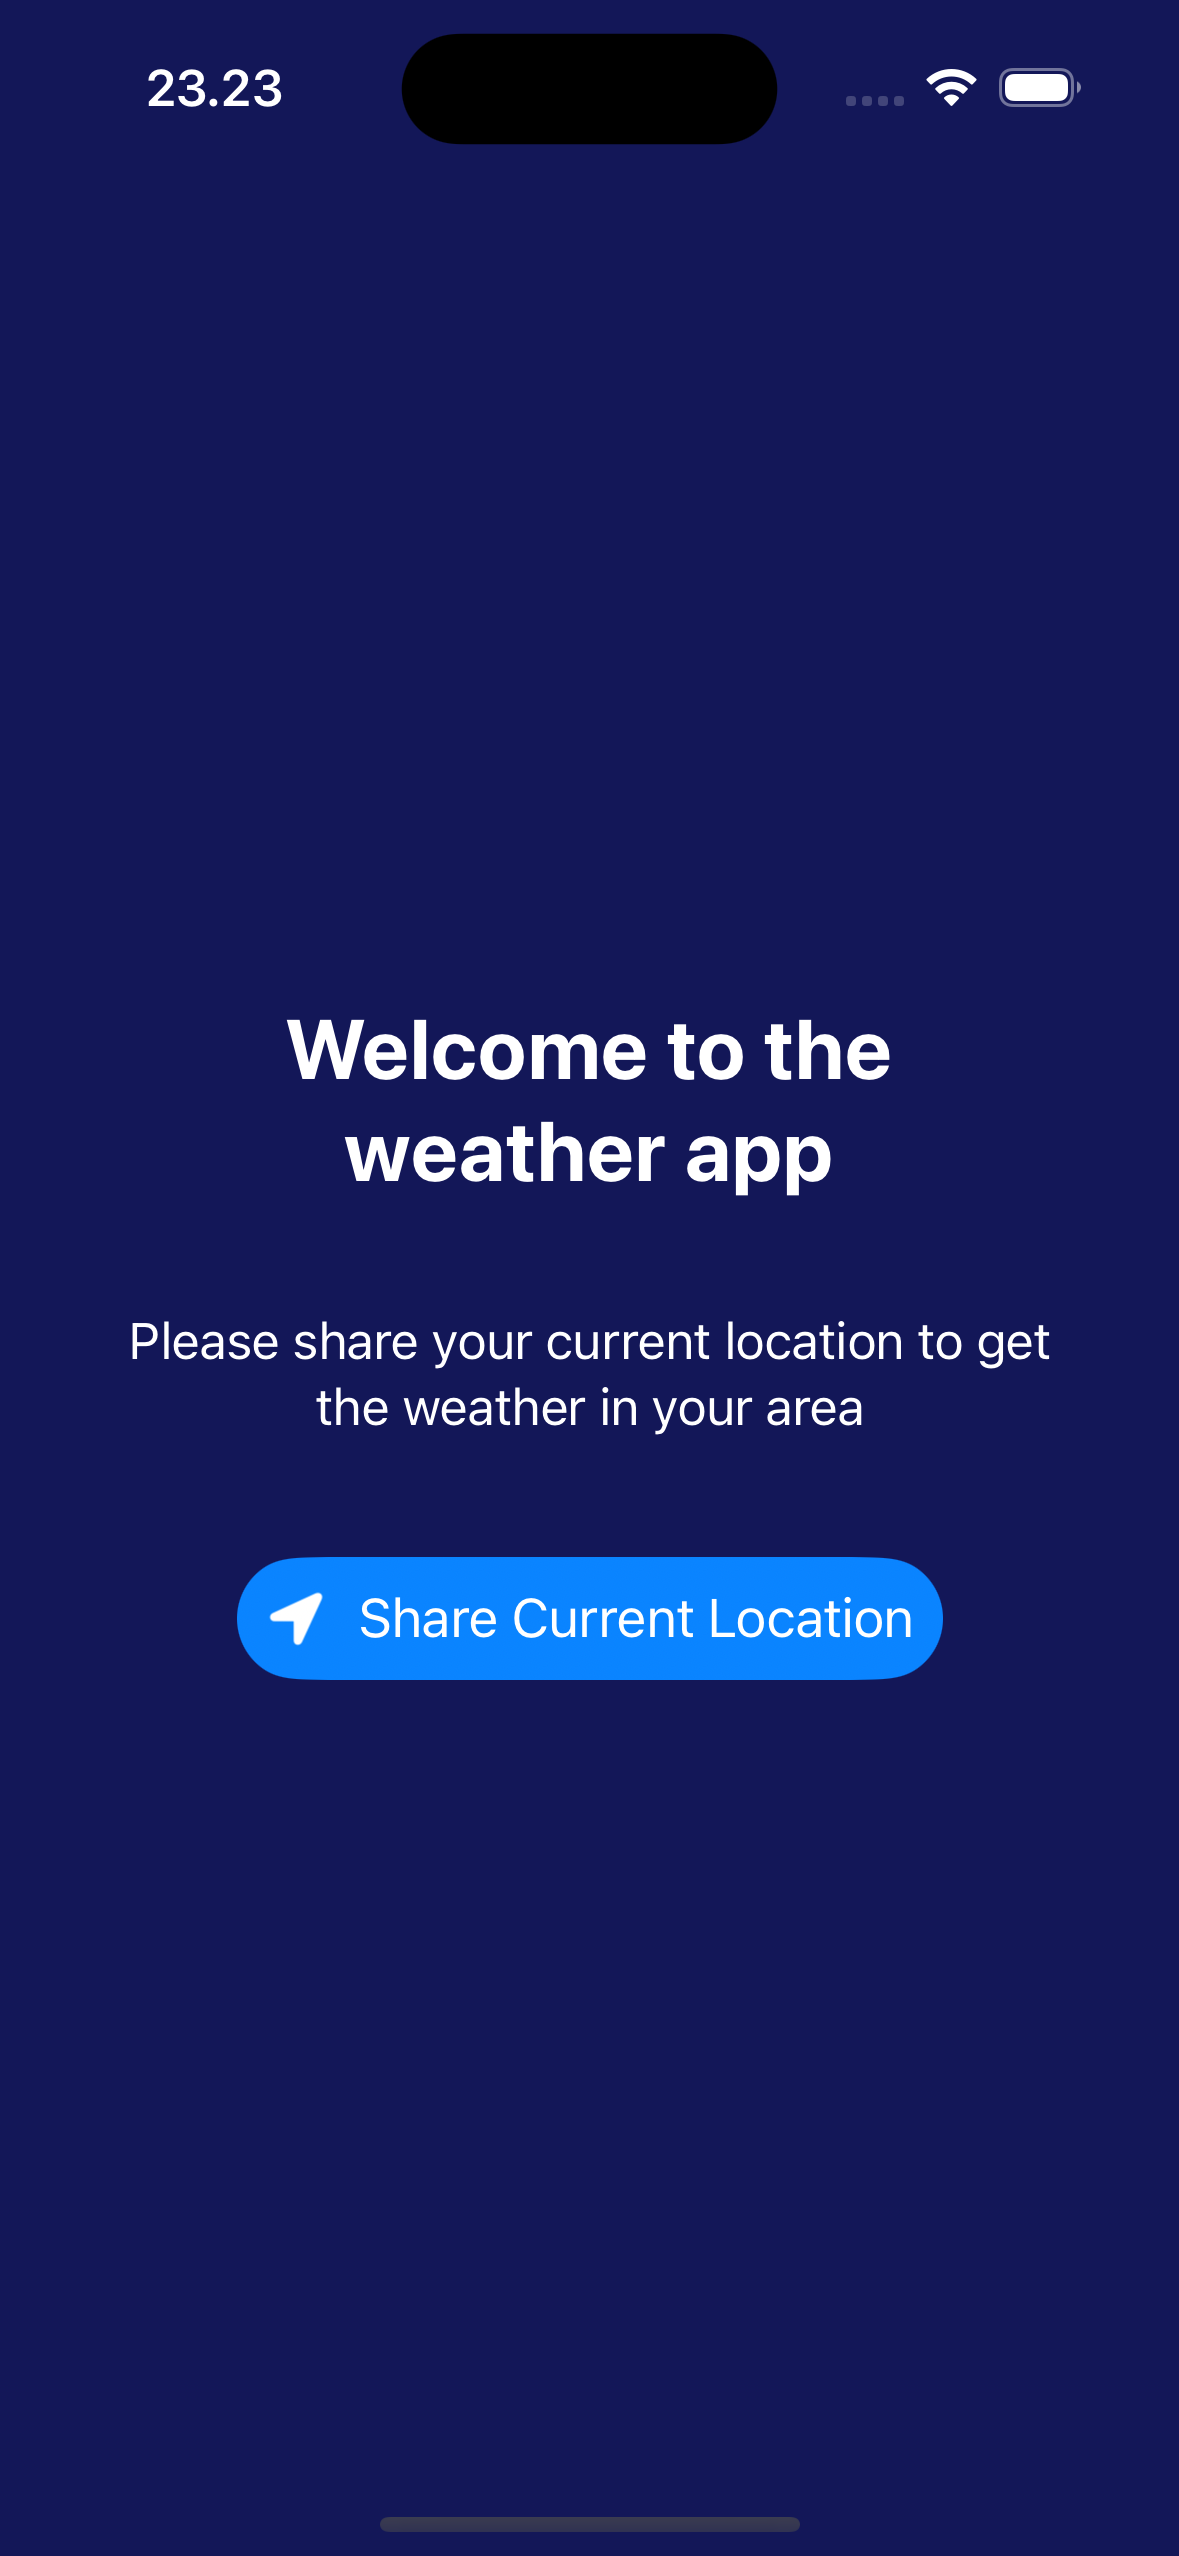 23.23
Welcome to the
weather app
Please share your current location to get
the weather in your area
Share Current Location